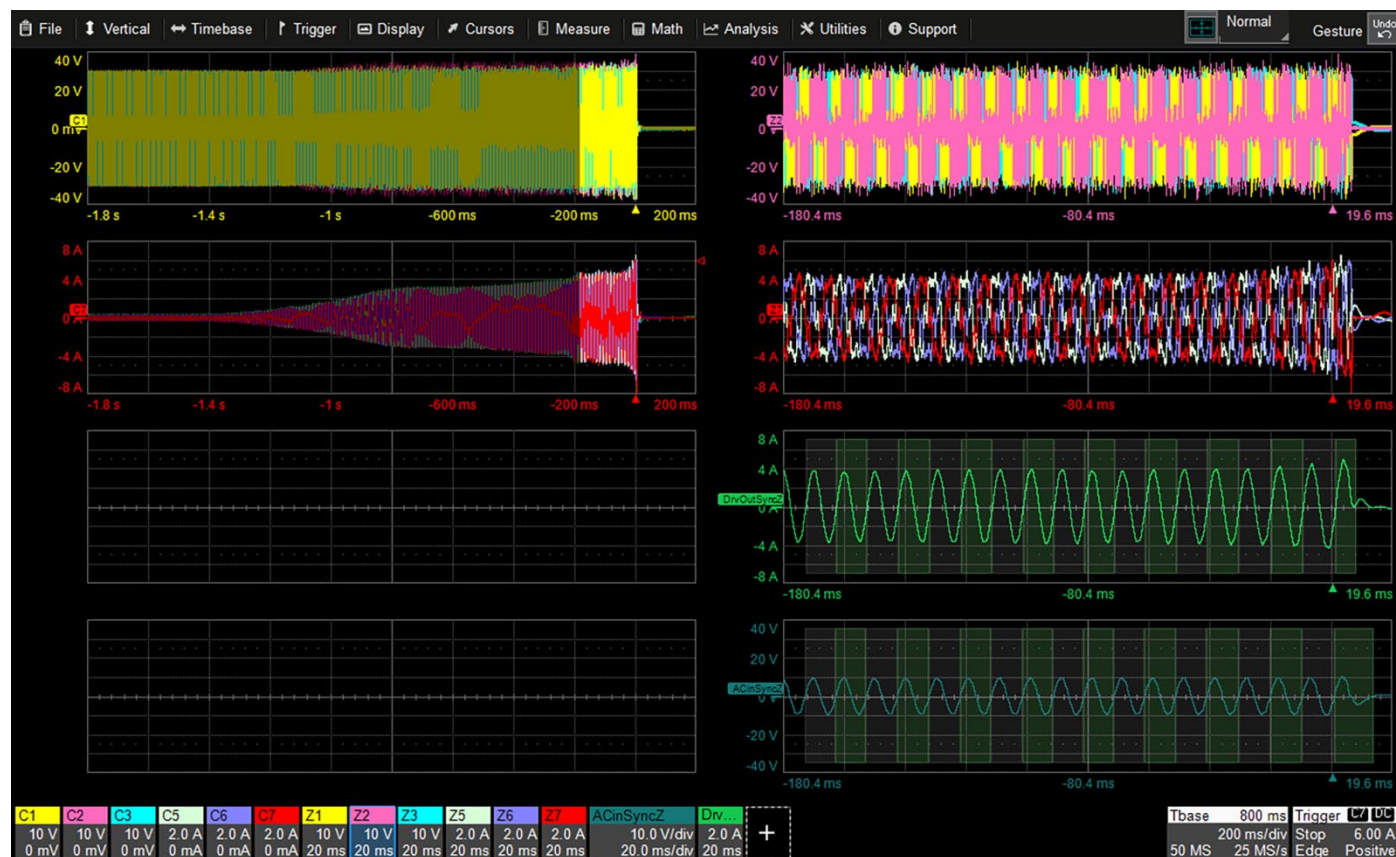 File Vertical Timebase Trigger Display Cursors Measure Math Analysis Utilities Support Normal Gesture Undo
40 V
20 V
C1 0 mV
-20 V
-40 V
-1.8 s -1.4 s -1 s -600 ms -200 ms 200 ms
40 V
20 V
Z2 0 V
-20 V
-40 V
-180.4 ms -80.4 ms 19.6 ms
8 A
4 A
0 A
-4 A
-8 A
-1.8 s -1.4 s -1 s -600 ms -200 ms 200 ms
8 A
4 A
0 A
-4 A
-8 A
-180.4 ms -80.4 ms 19.6 ms
8 A
4 A
DrvOutSyncZ
0 A
-4 A
-8 A
-180.4 ms -80.4 ms 19.6 ms
40 V
20 V
ACinSyncZ
0 V
-20 V
-40 V
-180.4 ms -80.4 ms 19.6 ms
C1 C2 C3 C5 C6 C7 Z1 Z2 Z3 Z5 Z6 Z7 ACinSyncZ Drv... Tbase 800 ms Trigger C7 DC
10 V 10 V 10 V 2.0 A 2.0 A 2.0 A 10 V 10 V 10 V 2.0 A 2.0 A 2.0 A 10.0 V/div 2.0 A + 200 ms/div Stop 6.00 A
0 mV 0 mV 0 mV 0 mA 0 mA 0 mA 20 ms 20 ms 20 ms 20 ms 20 ms 20 ms 20.0 ms/div 20 ms 50 MS 25 MS/s Edge Positive